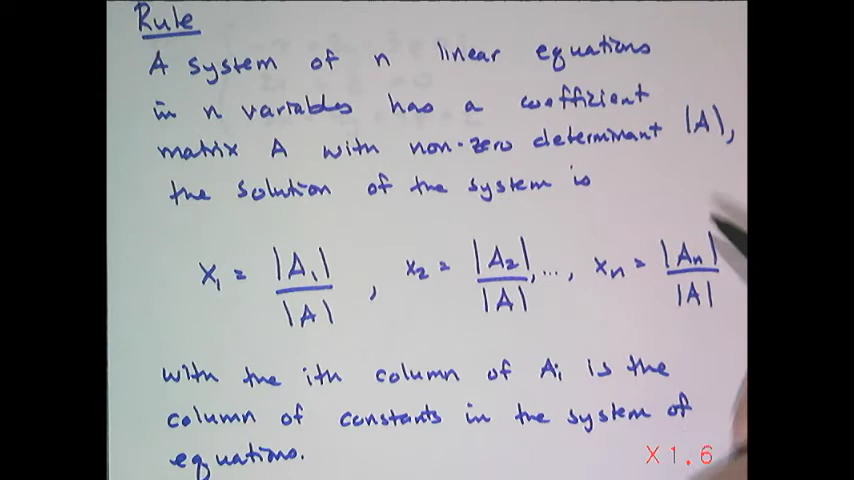 Rule
A system of n linear equations
in n variables has a coefficient
matrix A with non-zero determinant |A|,
the solution of the system is
x₁ = |A₁| / |A| , x₂ = |A₂| / |A| , ..., xₙ = |Aₙ| / |A|
with the ith column of Aᵢ is the
column of constants in the system of
equations.
X1.6